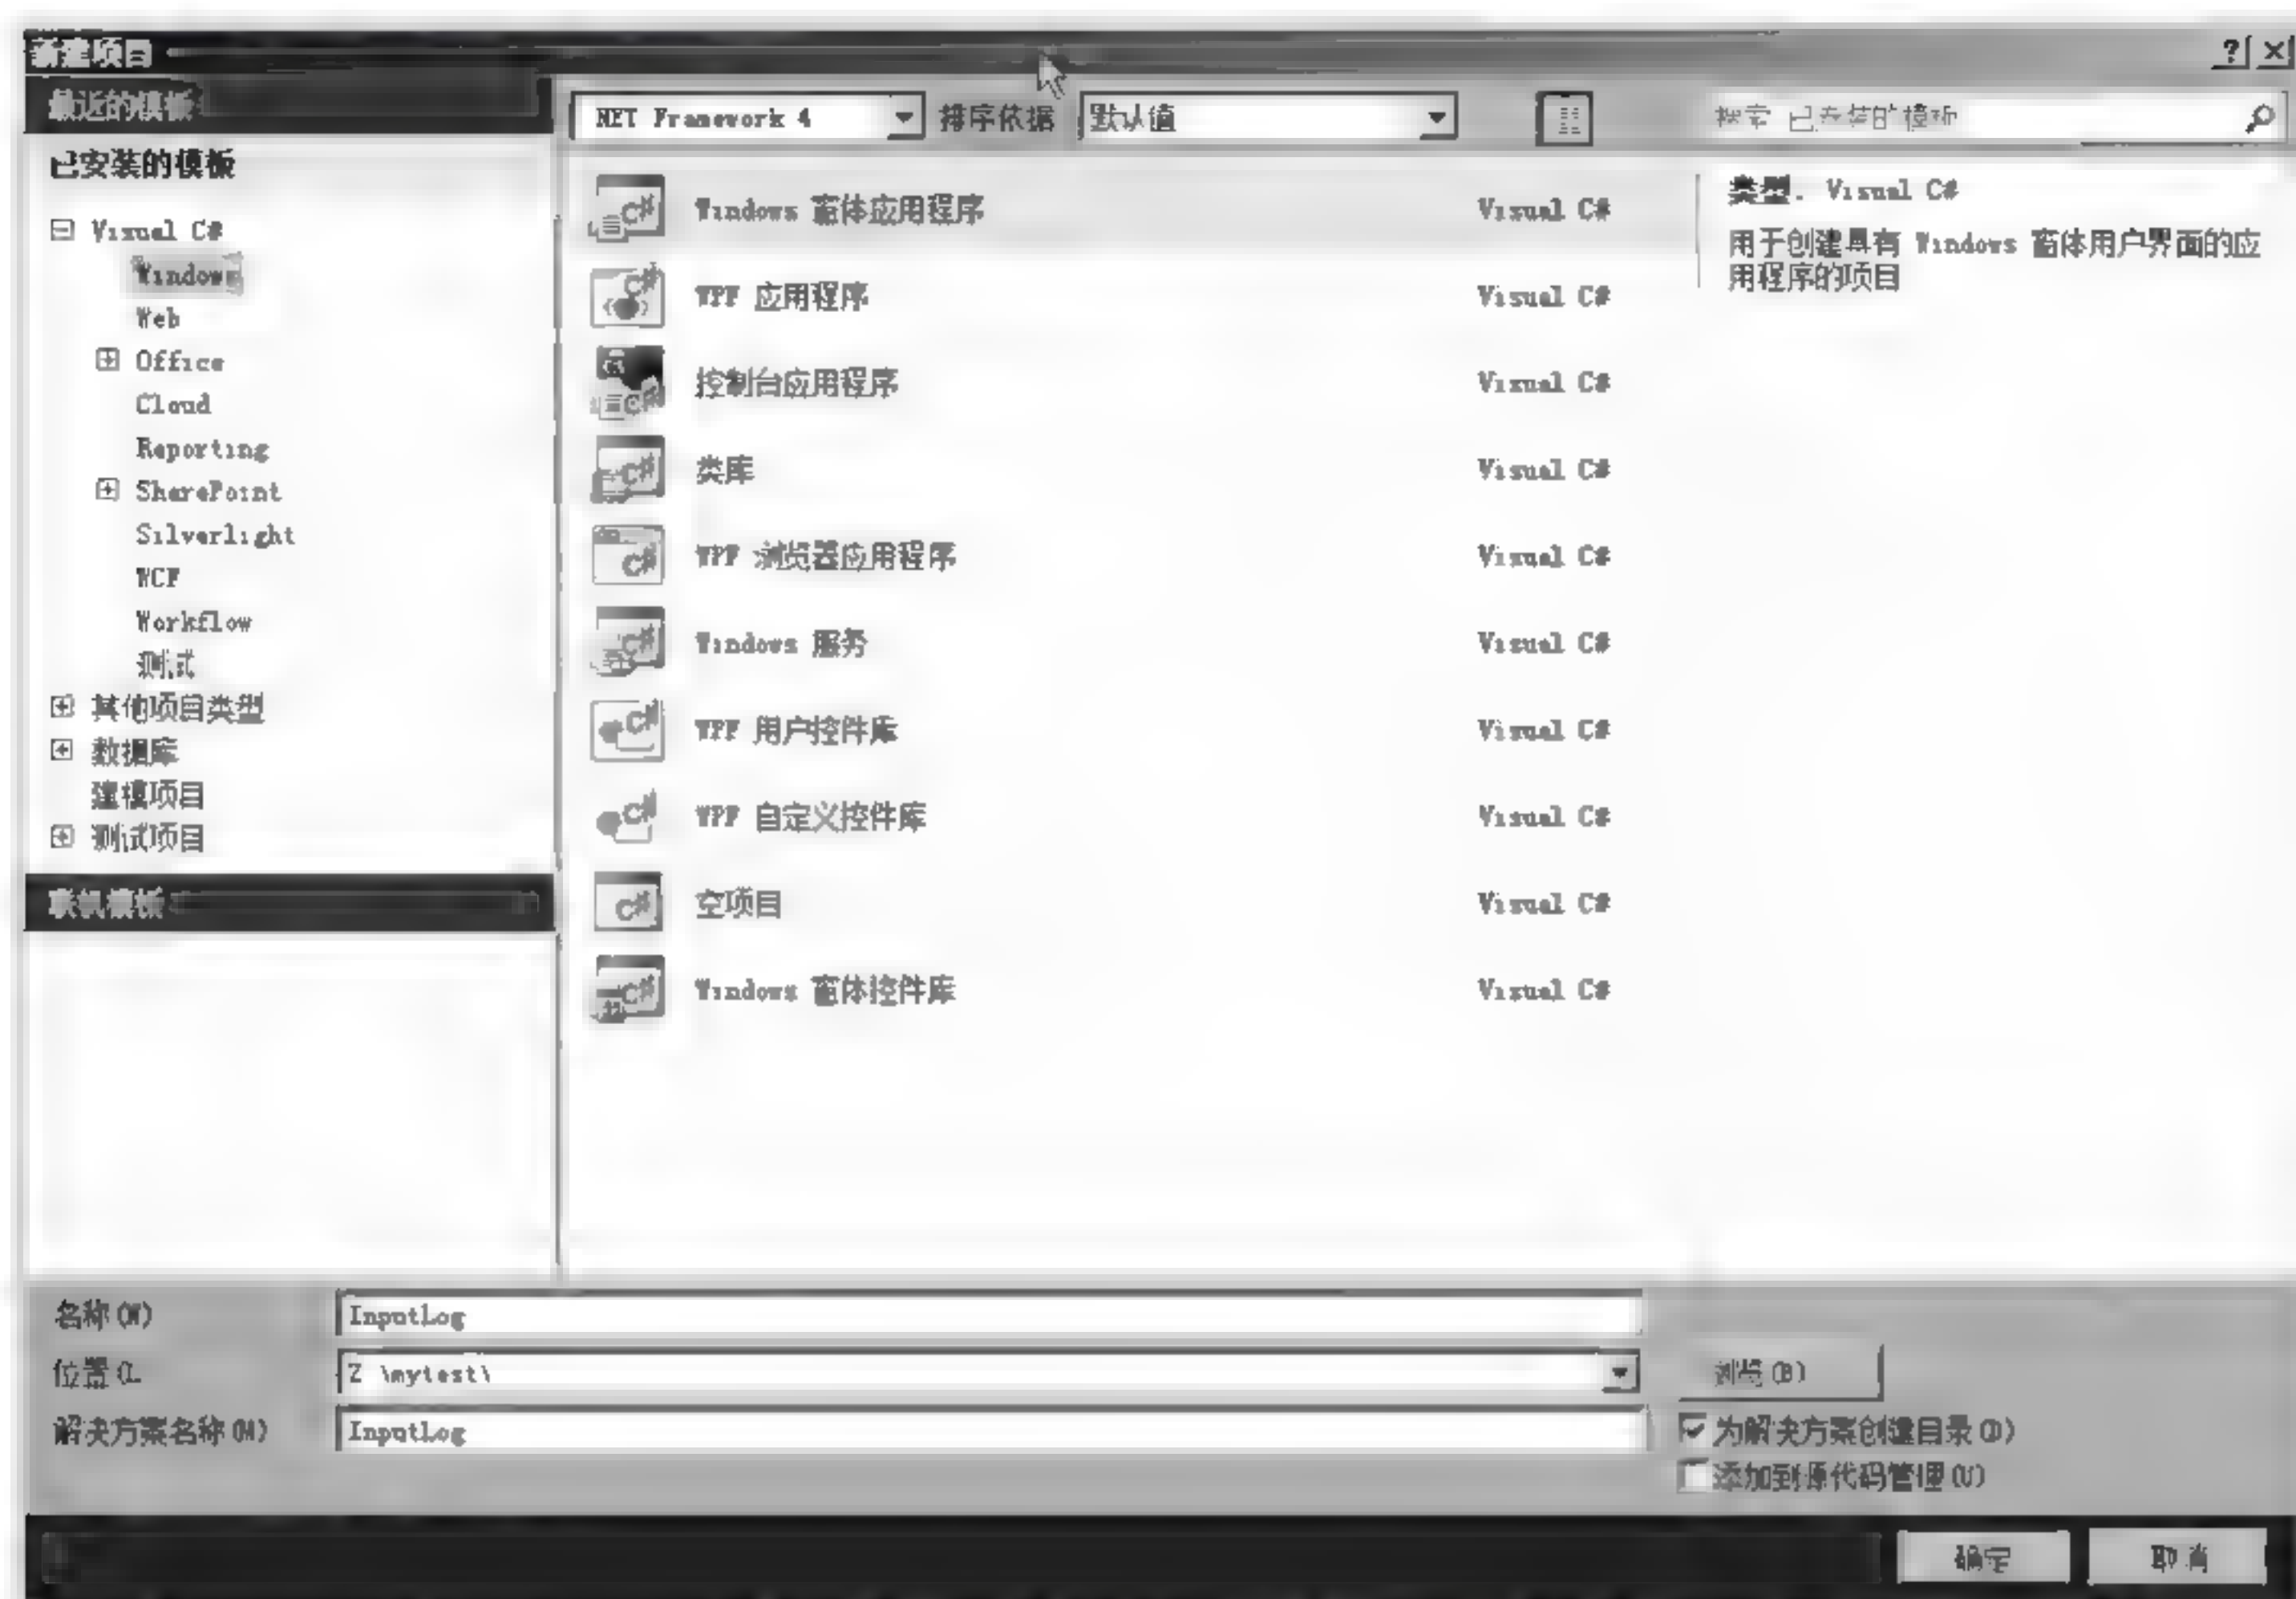 新建项目
最近的模板
NET Framework 4 排序依据 默认值
搜索 已安装的模板
已安装的模板
Visual C#
Windows
Web
Office
Cloud
Reporting
SharePoint
Silverlight
WCF
Workflow
测试
其他项目类型
数据库
建模项目
测试项目
联机模板
Windows 窗体应用程序 Visual C#
WPF 应用程序 Visual C#
控制台应用程序 Visual C#
类库 Visual C#
WPF 浏览器应用程序 Visual C#
Windows 服务 Visual C#
WPF 用户控件库 Visual C#
WPF 自定义控件库 Visual C#
空项目 Visual C#
Windows 窗体控件库 Visual C#
类型. Visual C#
用于创建具有 Windows 窗体用户界面的应
用程序的项目
名称(N) InputLog
位置(L Z \mytest\ 浏览(B)
解决方案名称(M) InputLog
为解决方案创建目录(D)
添加到源代码管理(U)
确定 取消